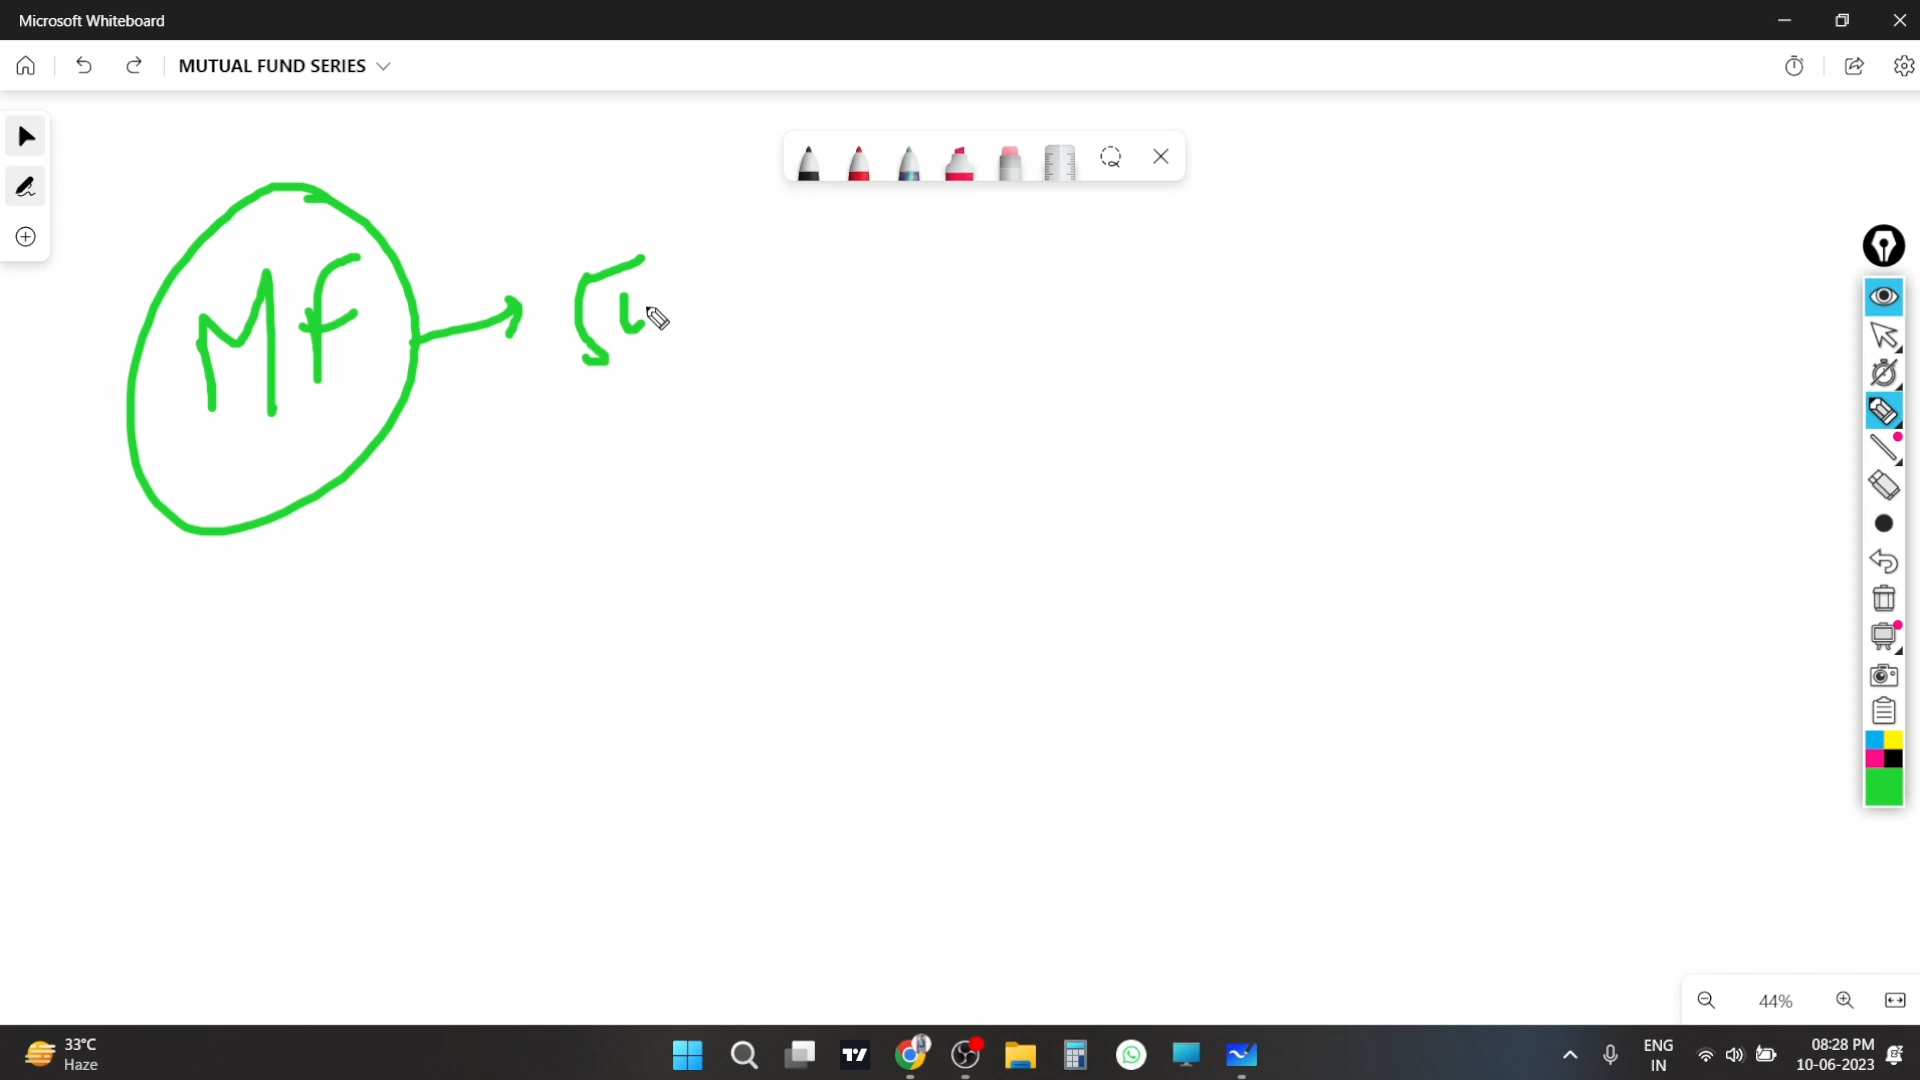 Microsoft Whiteboard
MUTUAL FUND SERIES
MF
44%
33°C
Haze
ENG
IN
08:28 PM
10-06-2023